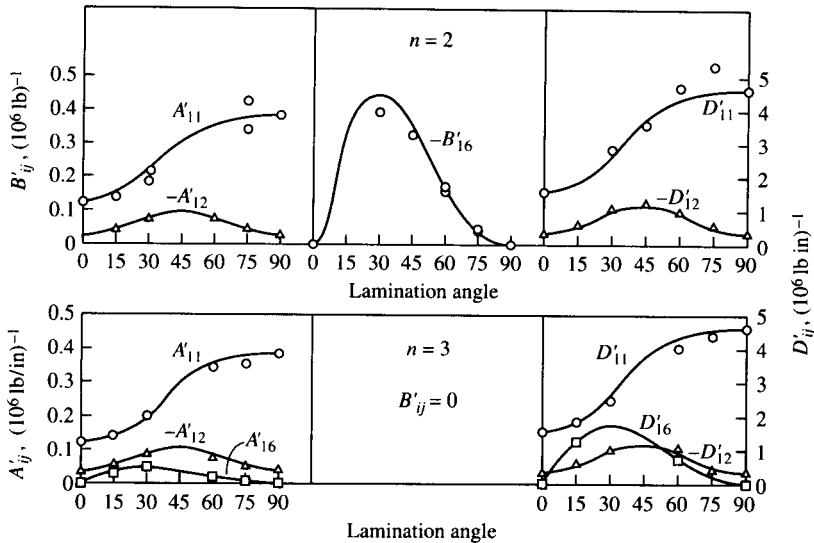 n = 2
0.5
0.4
0.3
0.2
0.1
0
B′ij, (10⁶ lb)⁻¹
A′11
−A′12
−B′16
D′11
−D′12
5
4
3
2
1
0
0 15 30 45 60 75 90
0 15 30 45 60 75 90
0 15 30 45 60 75 90
Lamination angle
0.5
0.4
0.3
0.2
0.1
0
A′ij, (10⁶ lb/in)⁻¹
A′11
−A′12
A′16
n = 3
B′ij = 0
D′11
D′16
−D′12
5
4
3
2
1
0
D′ij, (10⁶ lb in)⁻¹
0 15 30 45 60 75 90
0 15 30 45 60 75 90
Lamination angle